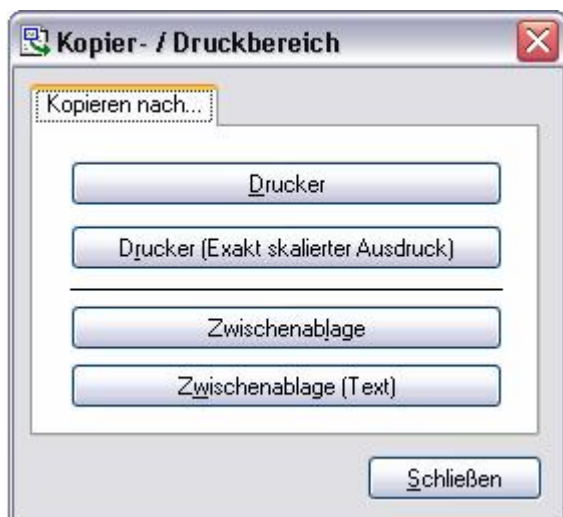 Kopier- / Druckbereich
Kopieren nach...
Drucker
Drucker (Exakt skalierter Ausdruck)
Zwischenablage
Zwischenablage (Text)
Schließen